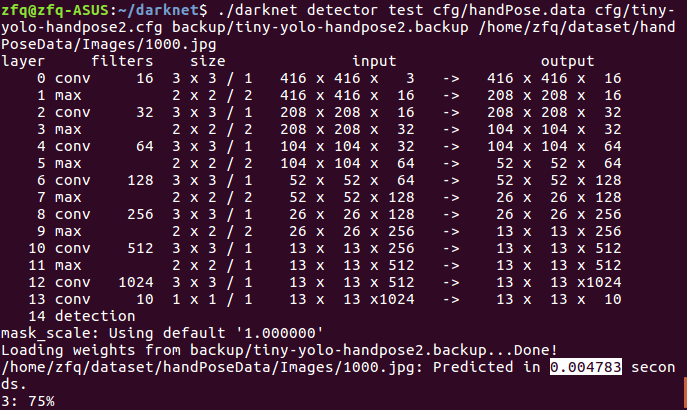 zfq@zfq-ASUS:~/darknet$ ./darknet detector test cfg/handPose.data cfg/tiny-
yolo-handpose2.cfg backup/tiny-yolo-handpose2.backup /home/zfq/dataset/hand
PoseData/Images/1000.jpg
layer     filters    size              input                output
    0 conv     16  3 x 3 / 1   416 x 416 x   3   ->   416 x 416 x  16
    1 max          2 x 2 / 2   416 x 416 x  16   ->   208 x 208 x  16
    2 conv     32  3 x 3 / 1   208 x 208 x  16   ->   208 x 208 x  32
    3 max          2 x 2 / 2   208 x 208 x  32   ->   104 x 104 x  32
    4 conv     64  3 x 3 / 1   104 x 104 x  32   ->   104 x 104 x  64
    5 max          2 x 2 / 2   104 x 104 x  64   ->    52 x  52 x  64
    6 conv    128  3 x 3 / 1    52 x  52 x  64   ->    52 x  52 x 128
    7 max          2 x 2 / 2    52 x  52 x 128   ->    26 x  26 x 128
    8 conv    256  3 x 3 / 1    26 x  26 x 128   ->    26 x  26 x 256
    9 max          2 x 2 / 2    26 x  26 x 256   ->    13 x  13 x 256
   10 conv    512  3 x 3 / 1    13 x  13 x 256   ->    13 x  13 x 512
   11 max          2 x 2 / 1    13 x  13 x 512   ->    13 x  13 x 512
   12 conv   1024  3 x 3 / 1    13 x  13 x 512   ->    13 x  13 x1024
   13 conv     10  1 x 1 / 1    13 x  13 x1024   ->    13 x  13 x  10
   14 detection
mask_scale: Using default '1.000000'
Loading weights from backup/tiny-yolo-handpose2.backup...Done!
/home/zfq/dataset/handPoseData/Images/1000.jpg: Predicted in 0.004783 secon
ds.
3: 75%